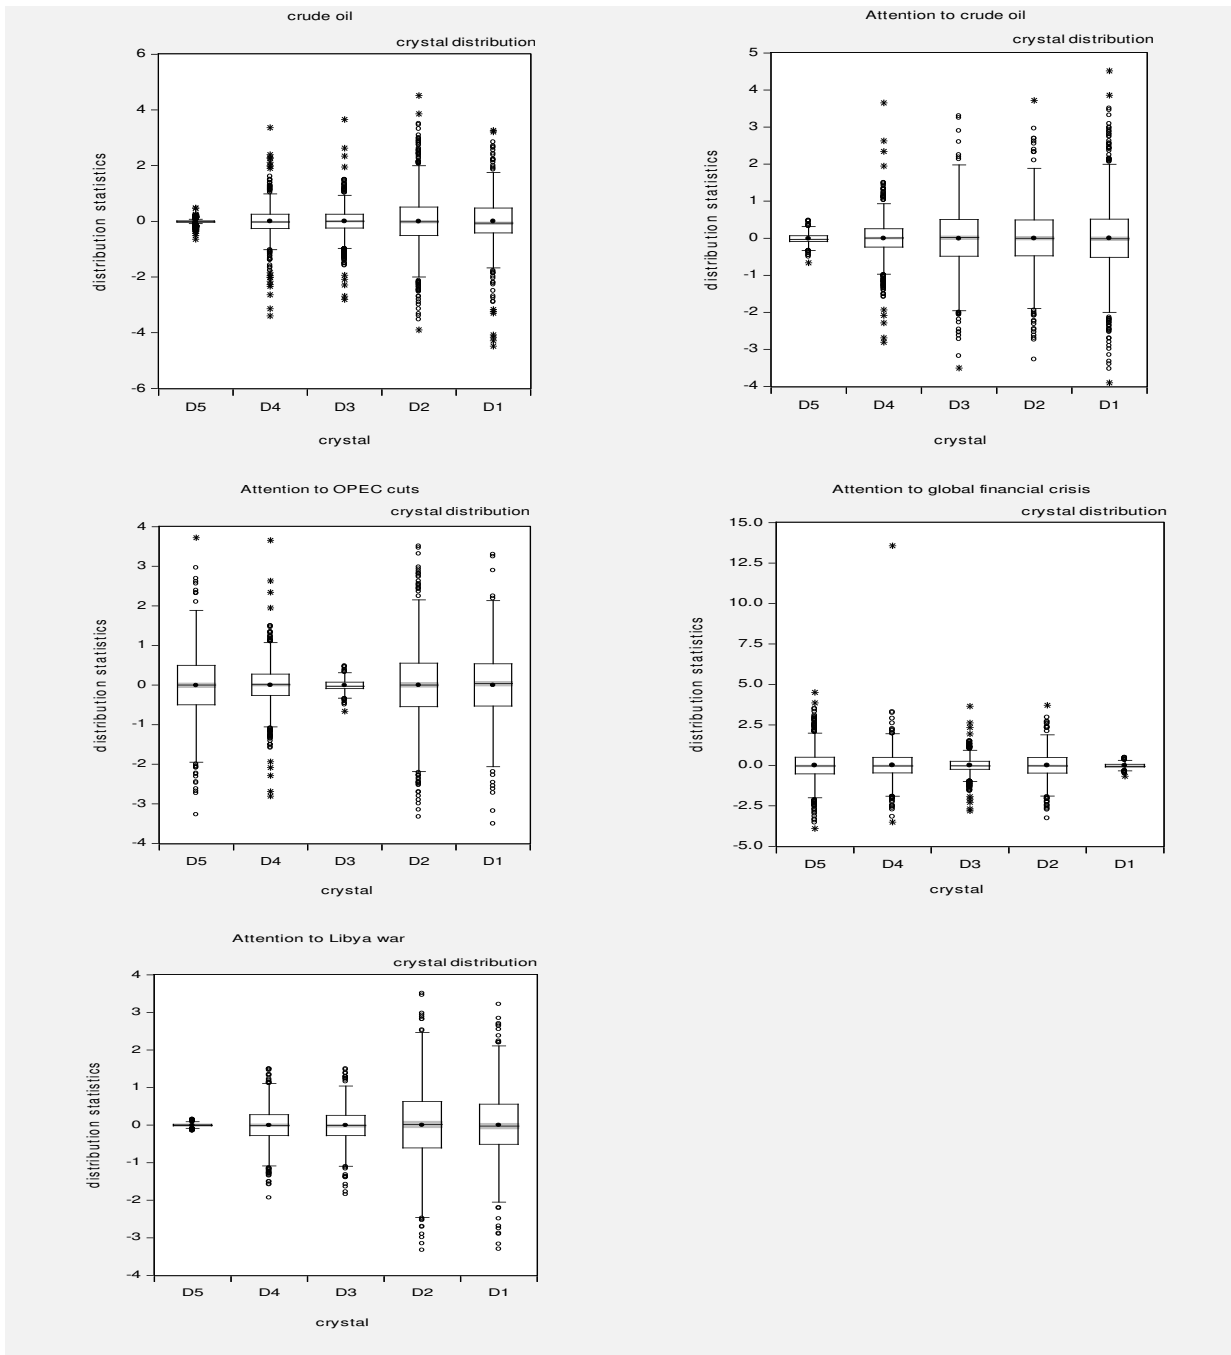 crude oil
crystal distribution
distribution statistics
6
4
2
0
-2
-4
-6
D5 D4 D3 D2 D1
crystal
Attention to crude oil
crystal distribution
distribution statistics
5
4
3
2
1
0
-1
-2
-3
-4
D5 D4 D3 D2 D1
crystal
Attention to OPEC cuts
crystal distribution
distribution statistics
4
3
2
1
0
-1
-2
-3
-4
D5 D4 D3 D2 D1
crystal
Attention to global financial crisis
crystal distribution
distribution statistics
15.0
12.5
10.0
7.5
5.0
2.5
0.0
-2.5
-5.0
D5 D4 D3 D2 D1
crystal
Attention to Libya war
crystal distribution
distribution statistics
4
3
2
1
0
-1
-2
-3
-4
D5 D4 D3 D2 D1
crystal